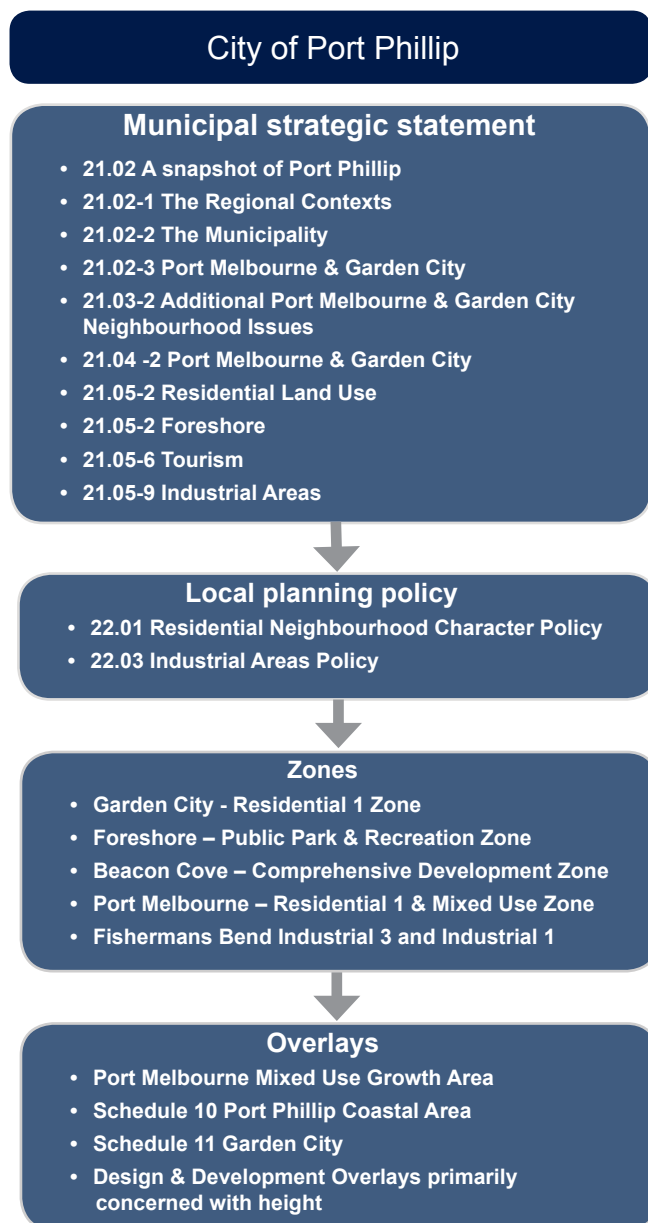 City of Port Phillip
Municipal strategic statement
• 21.02 A snapshot of Port Phillip
• 21.02-1 The Regional Contexts
• 21.02-2 The Municipality
• 21.02-3 Port Melbourne & Garden City
• 21.03-2 Additional Port Melbourne & Garden City
Neighbourhood Issues
• 21.04 -2 Port Melbourne & Garden City
• 21.05-2 Residential Land Use
• 21.05-2 Foreshore
• 21.05-6 Tourism
• 21.05-9 Industrial Areas
Local planning policy
• 22.01 Residential Neighbourhood Character Policy
• 22.03 Industrial Areas Policy
Zones
• Garden City - Residential 1 Zone
• Foreshore – Public Park & Recreation Zone
• Beacon Cove – Comprehensive Development Zone
• Port Melbourne – Residential 1 & Mixed Use Zone
• Fishermans Bend Industrial 3 and Industrial 1
Overlays
• Port Melbourne Mixed Use Growth Area
• Schedule 10 Port Phillip Coastal Area
• Schedule 11 Garden City
• Design & Development Overlays primarily
concerned with height